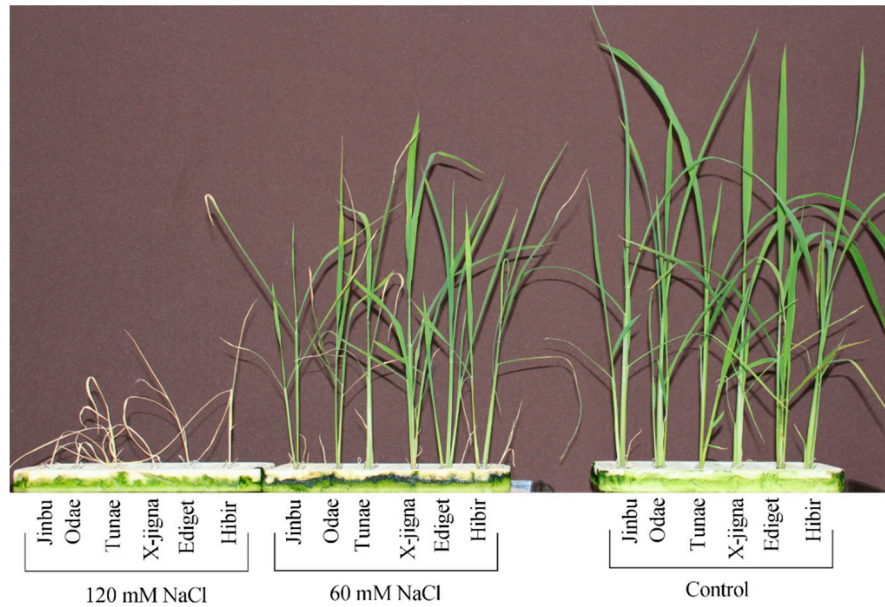 Jinbu
Odae
Tunae
X-jigna
Ediget
Hibir
120 mM NaCl
Jinbu
Odae
Tunae
X-jigna
Ediget
Hibir
60 mM NaCl
Jinbu
Odae
Tunae
X-jigna
Ediget
Hibir
Control